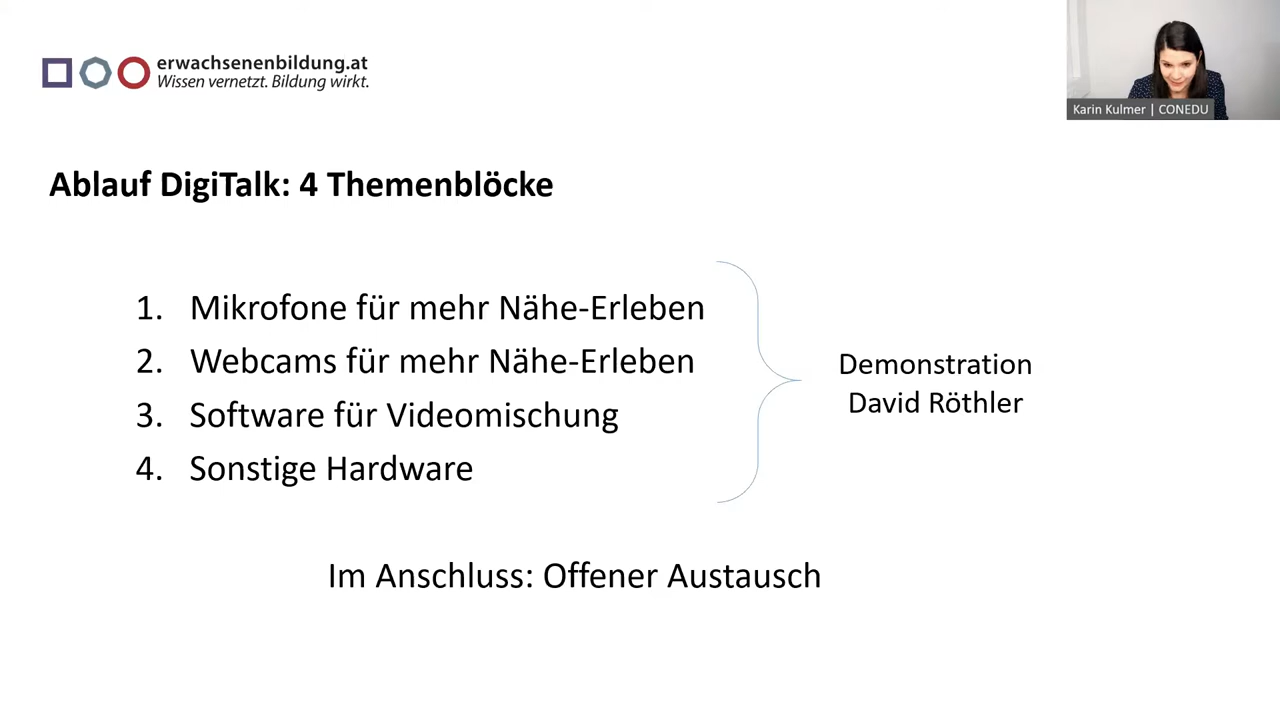 erwachsenenbildung.at
Wissen vernetzt. Bildung wirkt.
Karin Kulmer | CONEDU
Ablauf DigiTalk: 4 Themenblöcke
1. Mikrofone für mehr Nähe-Erleben
2. Webcams für mehr Nähe-Erleben
3. Software für Videomischung
4. Sonstige Hardware
Demonstration
David Röthler
Im Anschluss: Offener Austausch